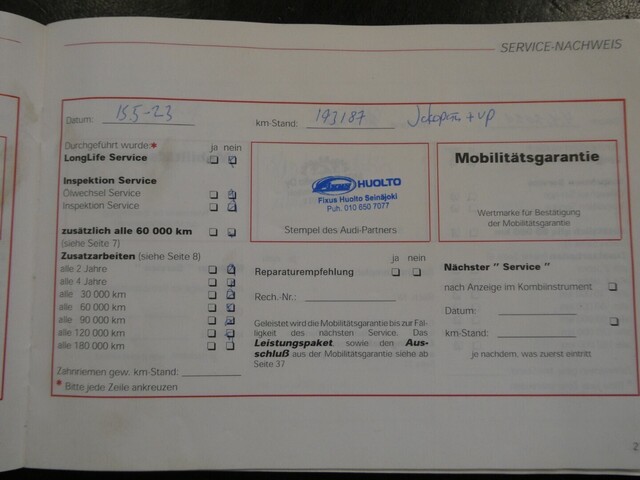 SERVICE-NACHWEIS
Datum: 15.5-23
km-Stand: 193187
+ vp
Durchgeführt wurde:* ja nein
LongLife Service
Inspektion Service
Ölwechsel Service
Inspektion Service
zusätzlich alle 60 000 km
(siehe Seite 7)
Zusatzarbeiten (siehe Seite 8)
alle 2 Jahre
alle 4 Jahre
alle 30 000 km
alle 60 000 km
alle 90 000 km
alle 120 000 km
alle 180 000 km
Zahnriemen gew. km-Stand:
* Bitte jede Zeile ankreuzen
FIXUS HUOLTO
Fixus Huolto Seinäjoki
Puh. 010 850 7077
Stempel des Audi-Partners
ja nein
Reparaturempfehlung
Rech. Nr.:
Geleistet wird die Mobilitätsgarantie bis zur Fäl-
ligkeit des nächsten Service. Das
Leistungspaket sowie den Aus-
schluß aus der Mobilitätsgarantie siehe ab
Seite 37
Mobilitätsgarantie
Wertmarke für Bestätigung
der Mobilitätsgarantie
Nächster " Service "
nach Anzeige im Kombiinstrument
Datum:
km-Stand:
je nachdem, was zuerst eintritt
2